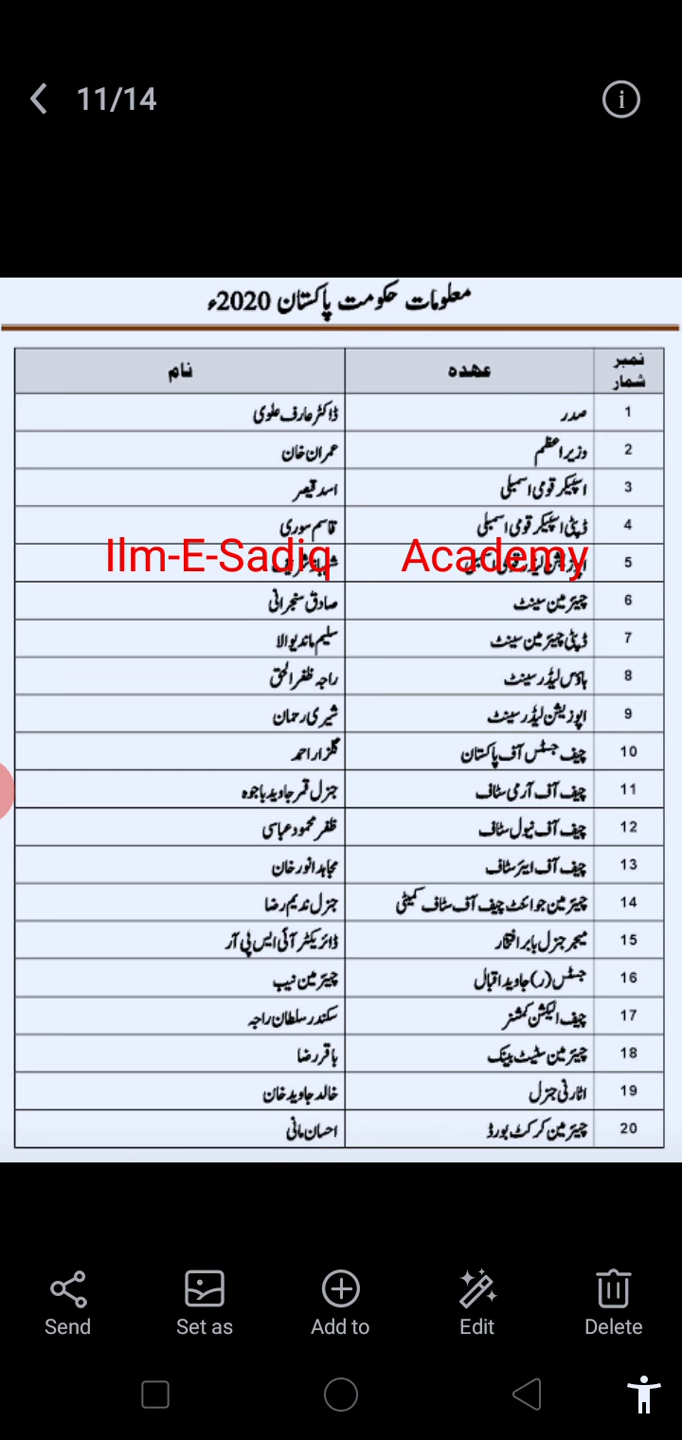 11/14
معلومات حکومت پاکستان 2020ء
نمبر شمار عہدہ نام
1 صدر ڈاکٹر عارف علوی
2 وزیراعظم عمران خان
3 اسپیکر قومی اسمبلی اسد قیصر
4 ڈپٹی اسپیکر قومی اسمبلی قاسم سوری
5 اپوزیشن لیڈر قومی اسمبلی شہباز شریف
Ilm-E-Sadiq Academy
6 چیئرمین سینٹ صادق سنجرانی
7 ڈپٹی چیئرمین سینٹ سلیم مانڈیوالا
8 ہاؤس لیڈر سینٹ راجہ ظفر الحق
9 اپوزیشن لیڈر سینٹ شیری رحمان
10 چیف جسٹس آف پاکستان گلزار احمد
11 چیف آف آرمی سٹاف جنرل قمر جاوید باجوہ
12 چیف آف نیول سٹاف ظفر محمود عباسی
13 چیف آف ایئر سٹاف مجاہد انور خان
14 چیئرمین جوائنٹ چیف آف سٹاف کمیٹی جنرل ندیم رضا
15 میجر جنرل بابر افتخار ڈائریکٹر آئی ایس پی آر
16 جسٹس (ر) جاوید اقبال چیئرمین نیب
17 چیف الیکشن کمشنر سکندر سلطان راجہ
18 چیئرمین سٹیٹ بینک باقر رضا
19 اٹارنی جنرل خالد جاوید خان
20 چیئرمین کرکٹ بورڈ احسان مانی
Send Set as Add to Edit Delete